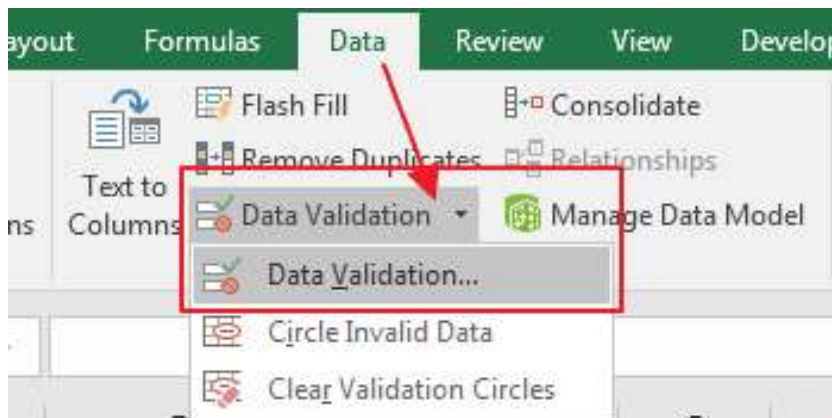 ayout Formulas Data Review View Develop
Flash Fill Consolidate
Remove Duplicates Relationships
Text to
Columns
ns
Data Validation Manage Data Model
Data Validation...
Circle Invalid Data
Clear Validation Circles